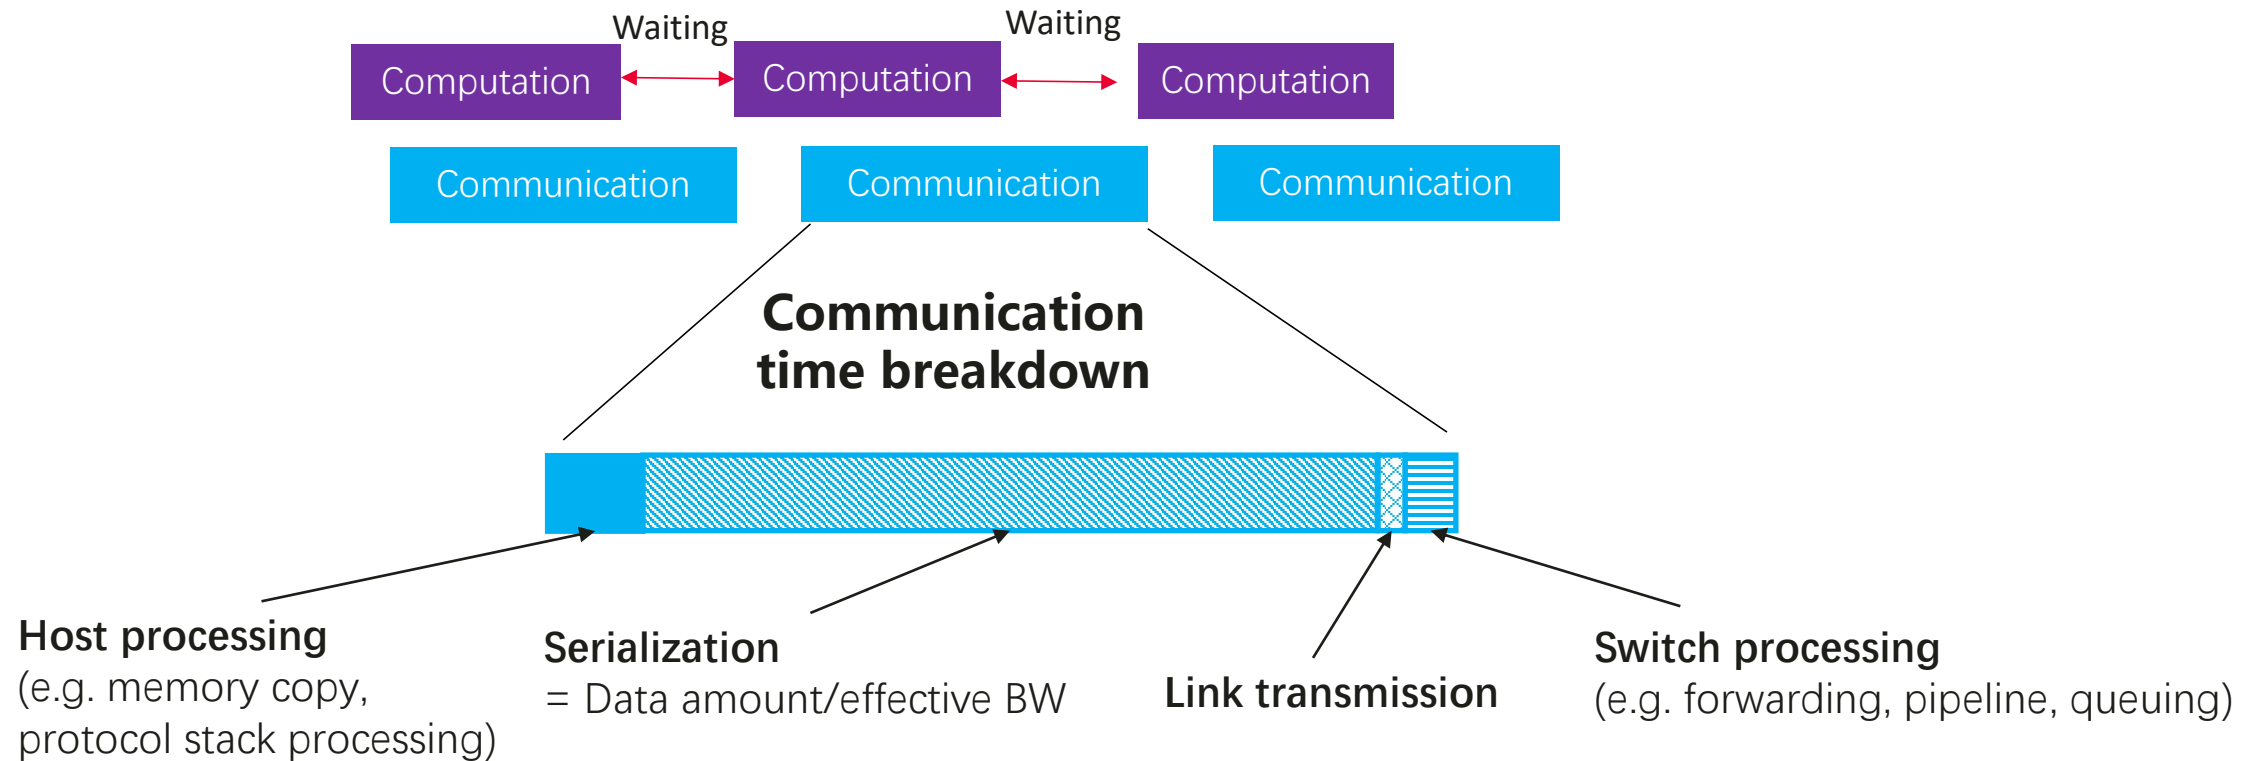 Waiting
Waiting
Computation
Computation
Computation
Communication
Communication
Communication
Communication
time breakdown
Host processing
(e.g. memory copy,
protocol stack processing)
Serialization
= Data amount/effective BW
Link transmission
Switch processing
(e.g. forwarding, pipeline, queuing)